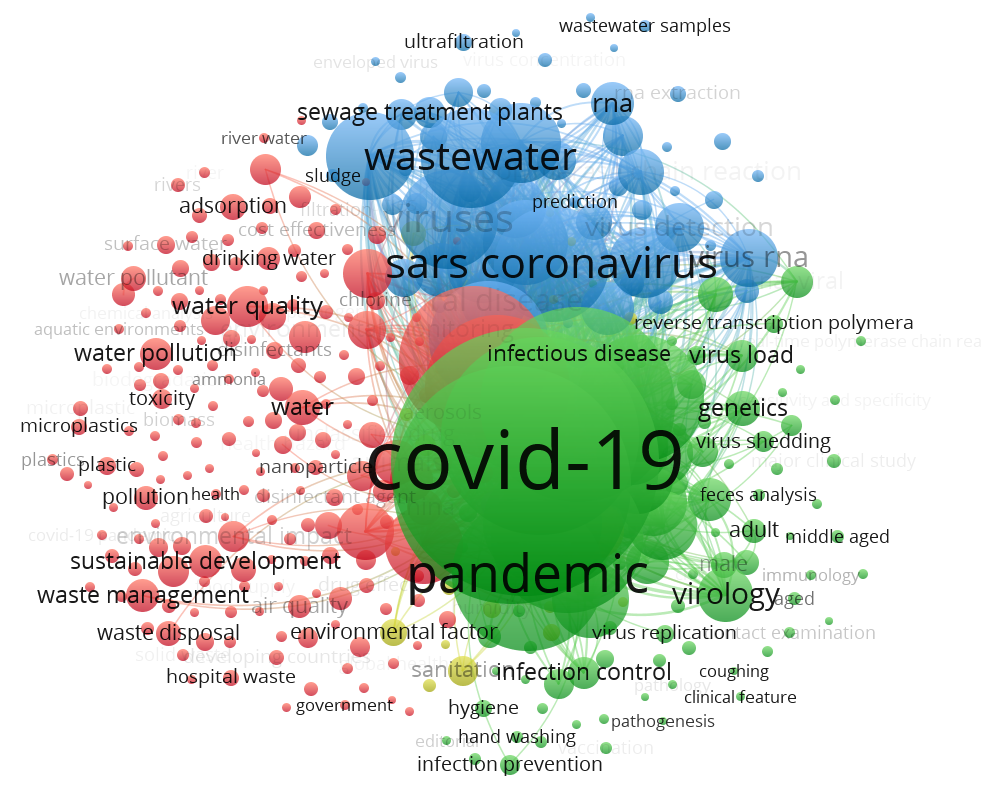 wastewater samples
ultrafiltration
enveloped virus
virus concentration
rna extraction
rna
sewage treatment plants
river water
wastewater
sludge
river
rivers
chain reaction
prediction
adsorption
filtration
viruses
virus detection
cost effectiveness
surface water
drinking water
sars coronavirus
virus rna
water pollutant
viral
chlorine
disease
water quality
monitoring
reverse transcription polymera
aquatic environments
real-time polymerase chain rea
water pollution
disinfectants
infectious disease
virus load
ammonia
toxicity
microplastic
water
aerosols
genetics
sensitivity and specificity
biomass
microplastics
virus shedding
covid-19
plastics
plastic
nanoparticle
major clinical study
pollution
health
disinfectant agent
feces analysis
agriculture
adult
covid-19
environmental impact
middle aged
sustainable development
pandemic
male
immunology
waste management
drug effect
virology
aged
air quality
waste disposal
environmental factor
virus replication
contact examination
solid waste
developing countries
sanitation
infection control
hospital waste
coughing
pathology
clinical feature
government
hygiene
pathogenesis
hand washing
editorial
vaccination
infection prevention